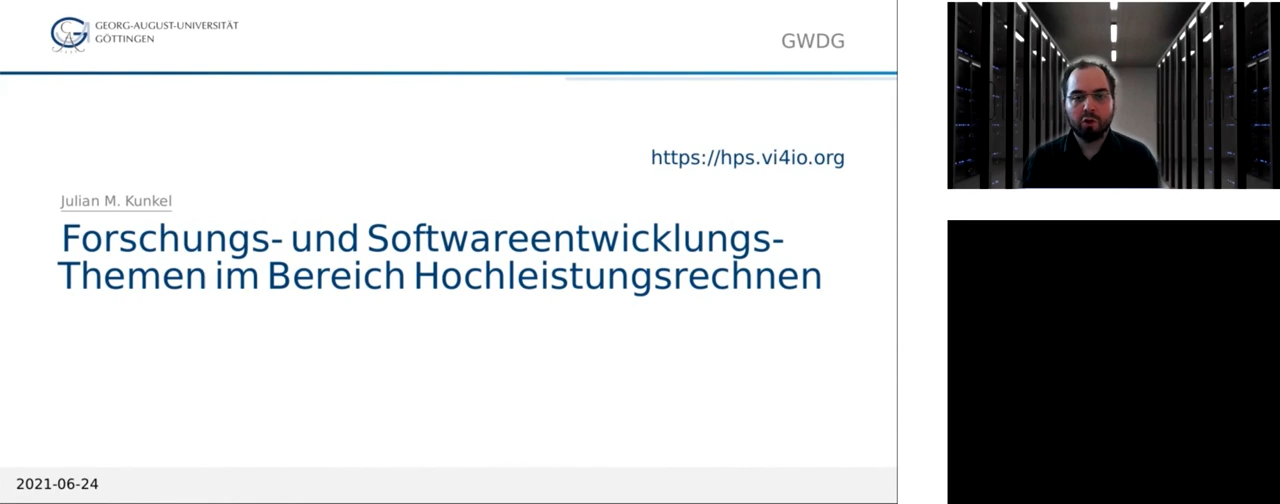 GEORG-AUGUST-UNIVERSITÄT
GÖTTINGEN
GWDG
https://hps.vi4io.org
Julian M. Kunkel
Forschungs- und Softwareentwicklungs-
Themen im Bereich Hochleistungsrechnen
2021-06-24